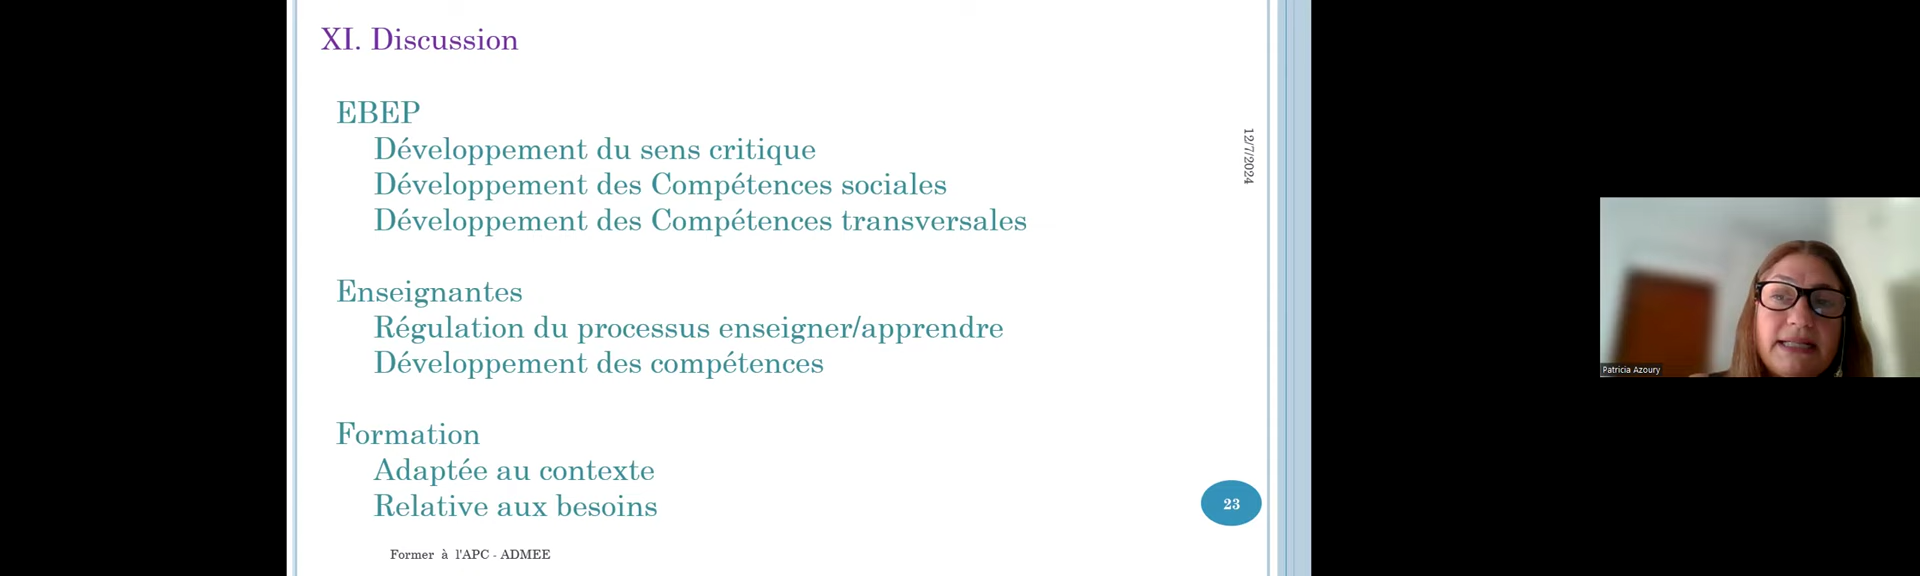 XI. Discussion
EBEP
Développement du sens critique
Développement des Compétences sociales
Développement des Compétences transversales
Enseignantes
Régulation du processus enseigner/apprendre
Développement des compétences
Formation
Adaptée au contexte
Relative aux besoins
Former à l'APC - ADMEE
12/7/2024
23
Patricia Azoury